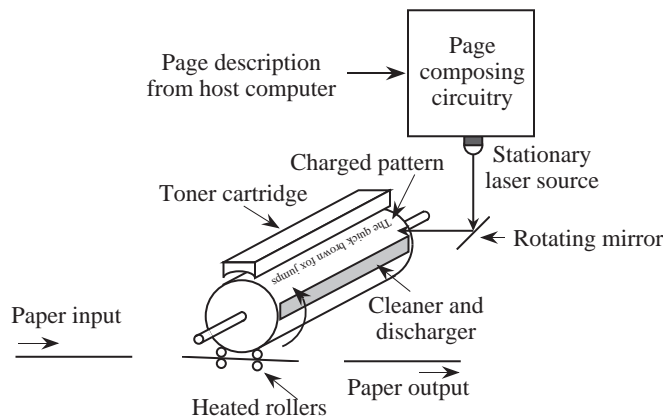 Page
composing
circuitry
Page description
from host computer
Stationary
laser source
Charged pattern
Toner cartridge
The quick brown fox jumps
Rotating mirror
Cleaner and
discharger
Paper input
Paper output
Heated rollers